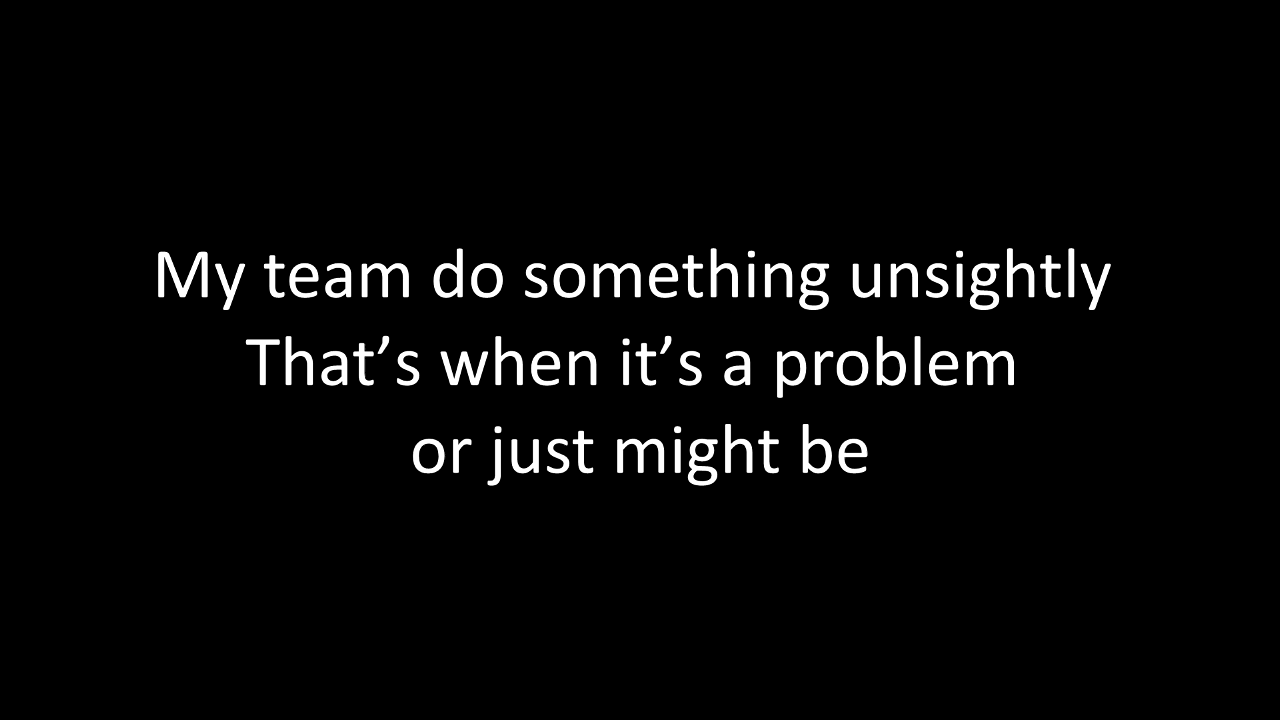 My team do something unsightly
That’s when it’s a problem
or just might be